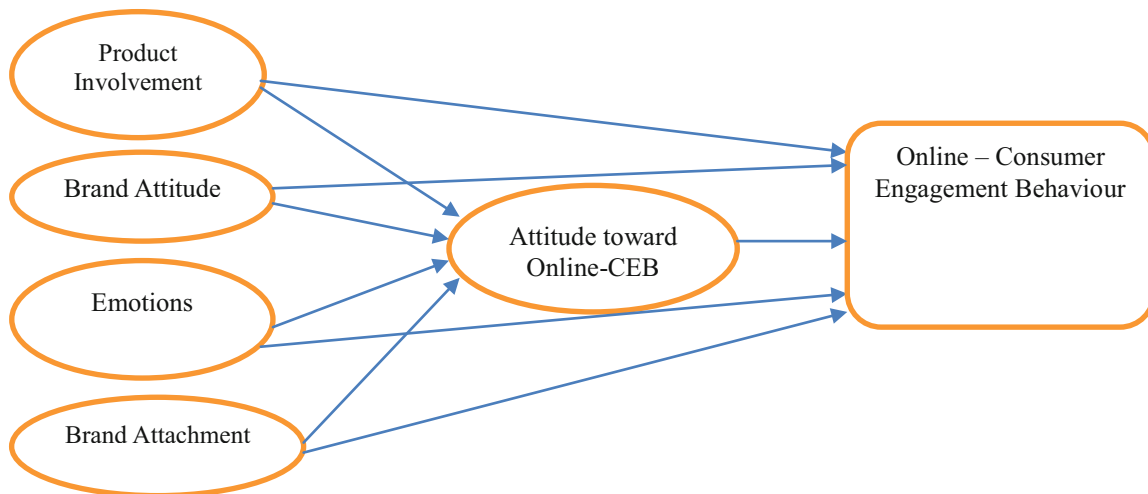 Product
Involvement
Brand Attitude
Emotions
Brand Attachment
Attitude toward
Online-CEB
Online – Consumer
Engagement Behaviour